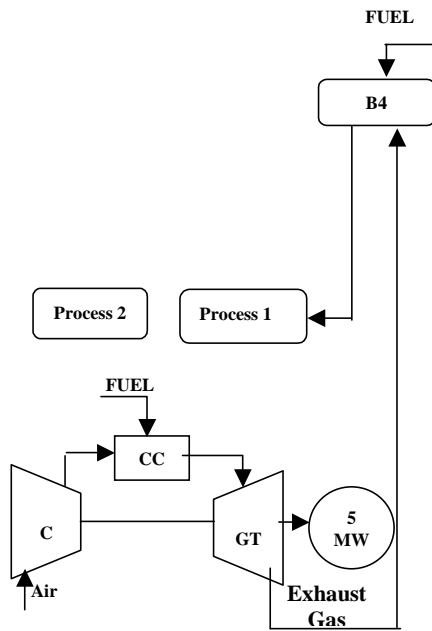 FUEL
B4
Process 2
Process 1
FUEL
CC
C
GT
5
MW
Air
Exhaust
Gas